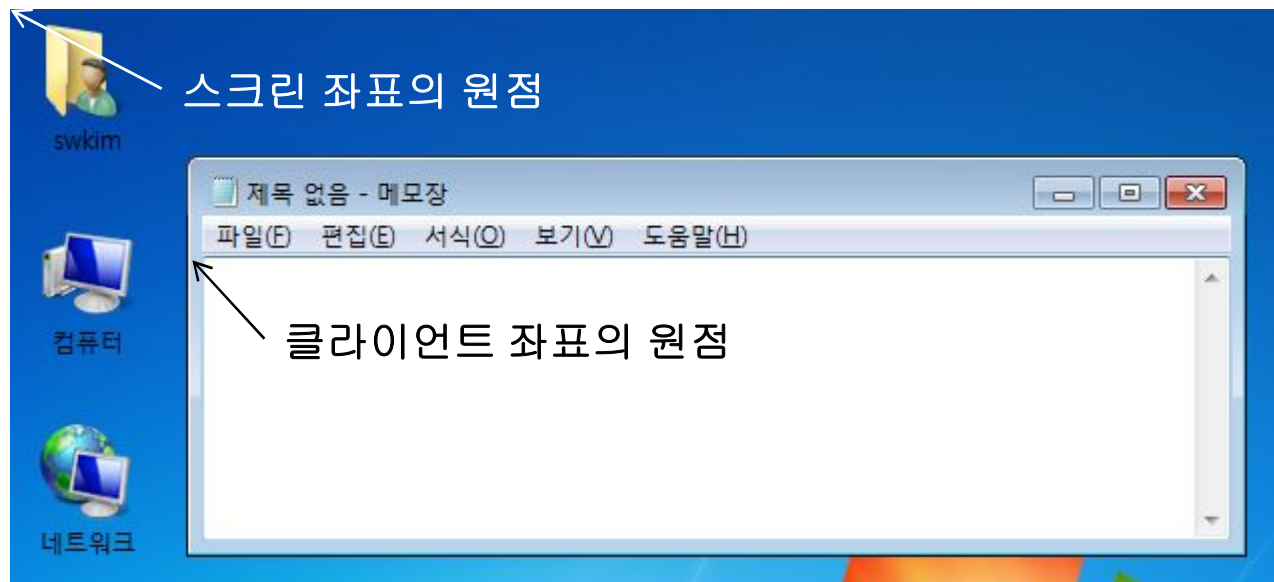 스크린 좌표의 원점
swkim
제목 없음 - 메모장
파일(F) 편집(E) 서식(O) 보기(V) 도움말(H)
클라이언트 좌표의 원점
컴퓨터
네트워크